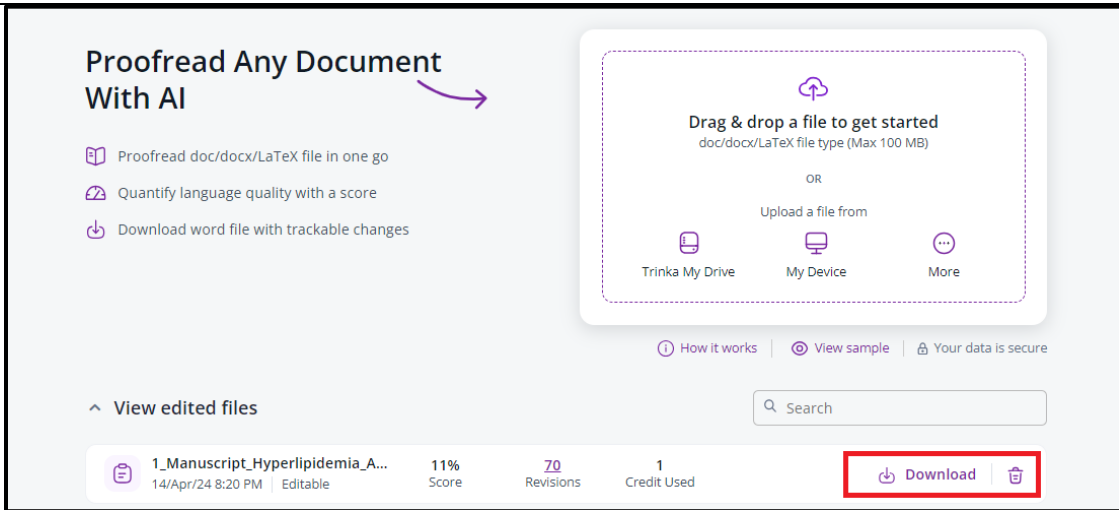 Proofread Any Document
With AI
Proofread doc/docx/LaTeX file in one go
Quantify language quality with a score
Download word file with trackable changes
Drag & drop a file to get started
doc/docx/LaTeX file type (Max 100 MB)
OR
Upload a file from
Trinka My Drive
My Device
More
How it works
View sample
Your data is secure
View edited files
Search
1_Manuscript_Hyperlipidemia_A...
14/Apr/24 8:20 PM
Editable
11%
Score
70
Revisions
1
Credit Used
Download